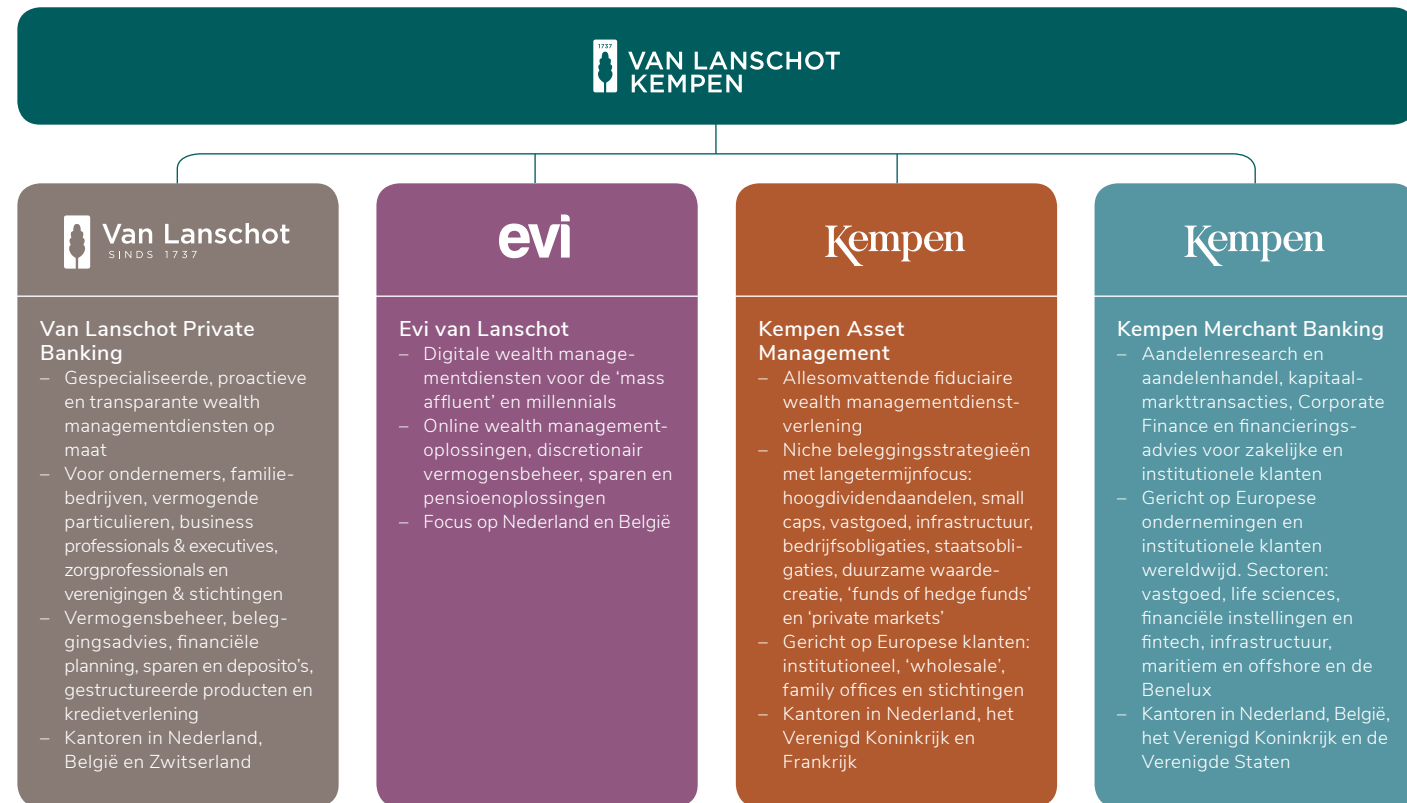 1737
VAN LANSCHOT
KEMPEN
Van Lanschot
SINDS 1737
Van Lanschot Private
Banking
– Gespecialiseerde, proactieve
en transparante wealth
managementdiensten op
maat
– Voor ondernemers, familie-
bedrijven, vermogende
particulieren, business
professionals & executives,
zorgprofessionals en
verenigingen & stichtingen
– Vermogensbeheer, beleg-
gingsadvies, financiële
planning, sparen en deposito’s,
gestructureerde producten en
kredietverlening
– Kantoren in Nederland,
België en Zwitserland
evi
Evi van Lanschot
– Digitale wealth manage-
mentdiensten voor de ‘mass
affluent’ en millennials
– Online wealth management-
oplossingen, discretionair
vermogensbeheer, sparen en
pensioenoplossingen
– Focus op Nederland en België
Kempen
Kempen Asset
Management
– Allesomvattende fiduciaire
wealth managementdienst-
verlening
– Niche beleggingsstrategieën
met langetermijnfocus:
hoogdividendaandelen, small
caps, vastgoed, infrastructuur,
bedrijfsobligaties, staatsobli-
gaties, duurzame waarde-
creatie, ‘funds of hedge funds’
en ‘private markets’
– Gericht op Europese klanten:
institutioneel, ‘wholesale’,
family offices en stichtingen
– Kantoren in Nederland, het
Verenigd Koninkrijk en
Frankrijk
Kempen
Kempen Merchant Banking
– Aandelenresearch en
aandelenhandel, kapitaal-
markttransacties, Corporate
Finance en financierings-
advies voor zakelijke en
institutionele klanten
– Gericht op Europese
ondernemingen en
institutionele klanten
wereldwijd. Sectoren:
vastgoed, life sciences,
financiële instellingen en
fintech, infrastructuur,
maritiem en offshore en de
Benelux
– Kantoren in Nederland, België,
het Verenigd Koninkrijk en de
Verenigde Staten